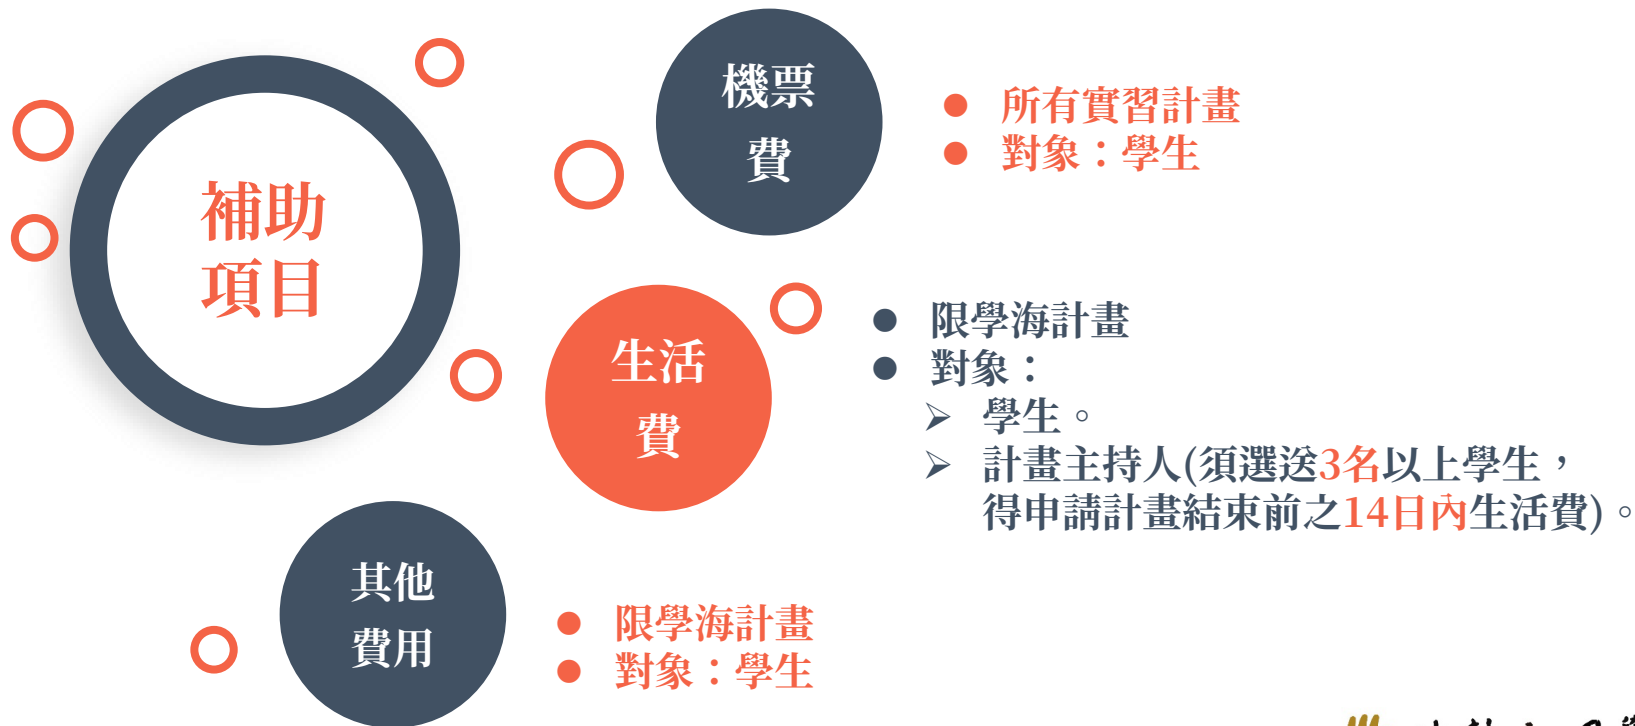 補助
項目
機票
費
所有實習計畫
對象：學生
生活
費
限學海計畫
對象：
學生。
計畫主持人(須選送3名以上學生，
得申請計畫結束前之14日內生活費)。
其他
費用
限學海計畫
對象：學生